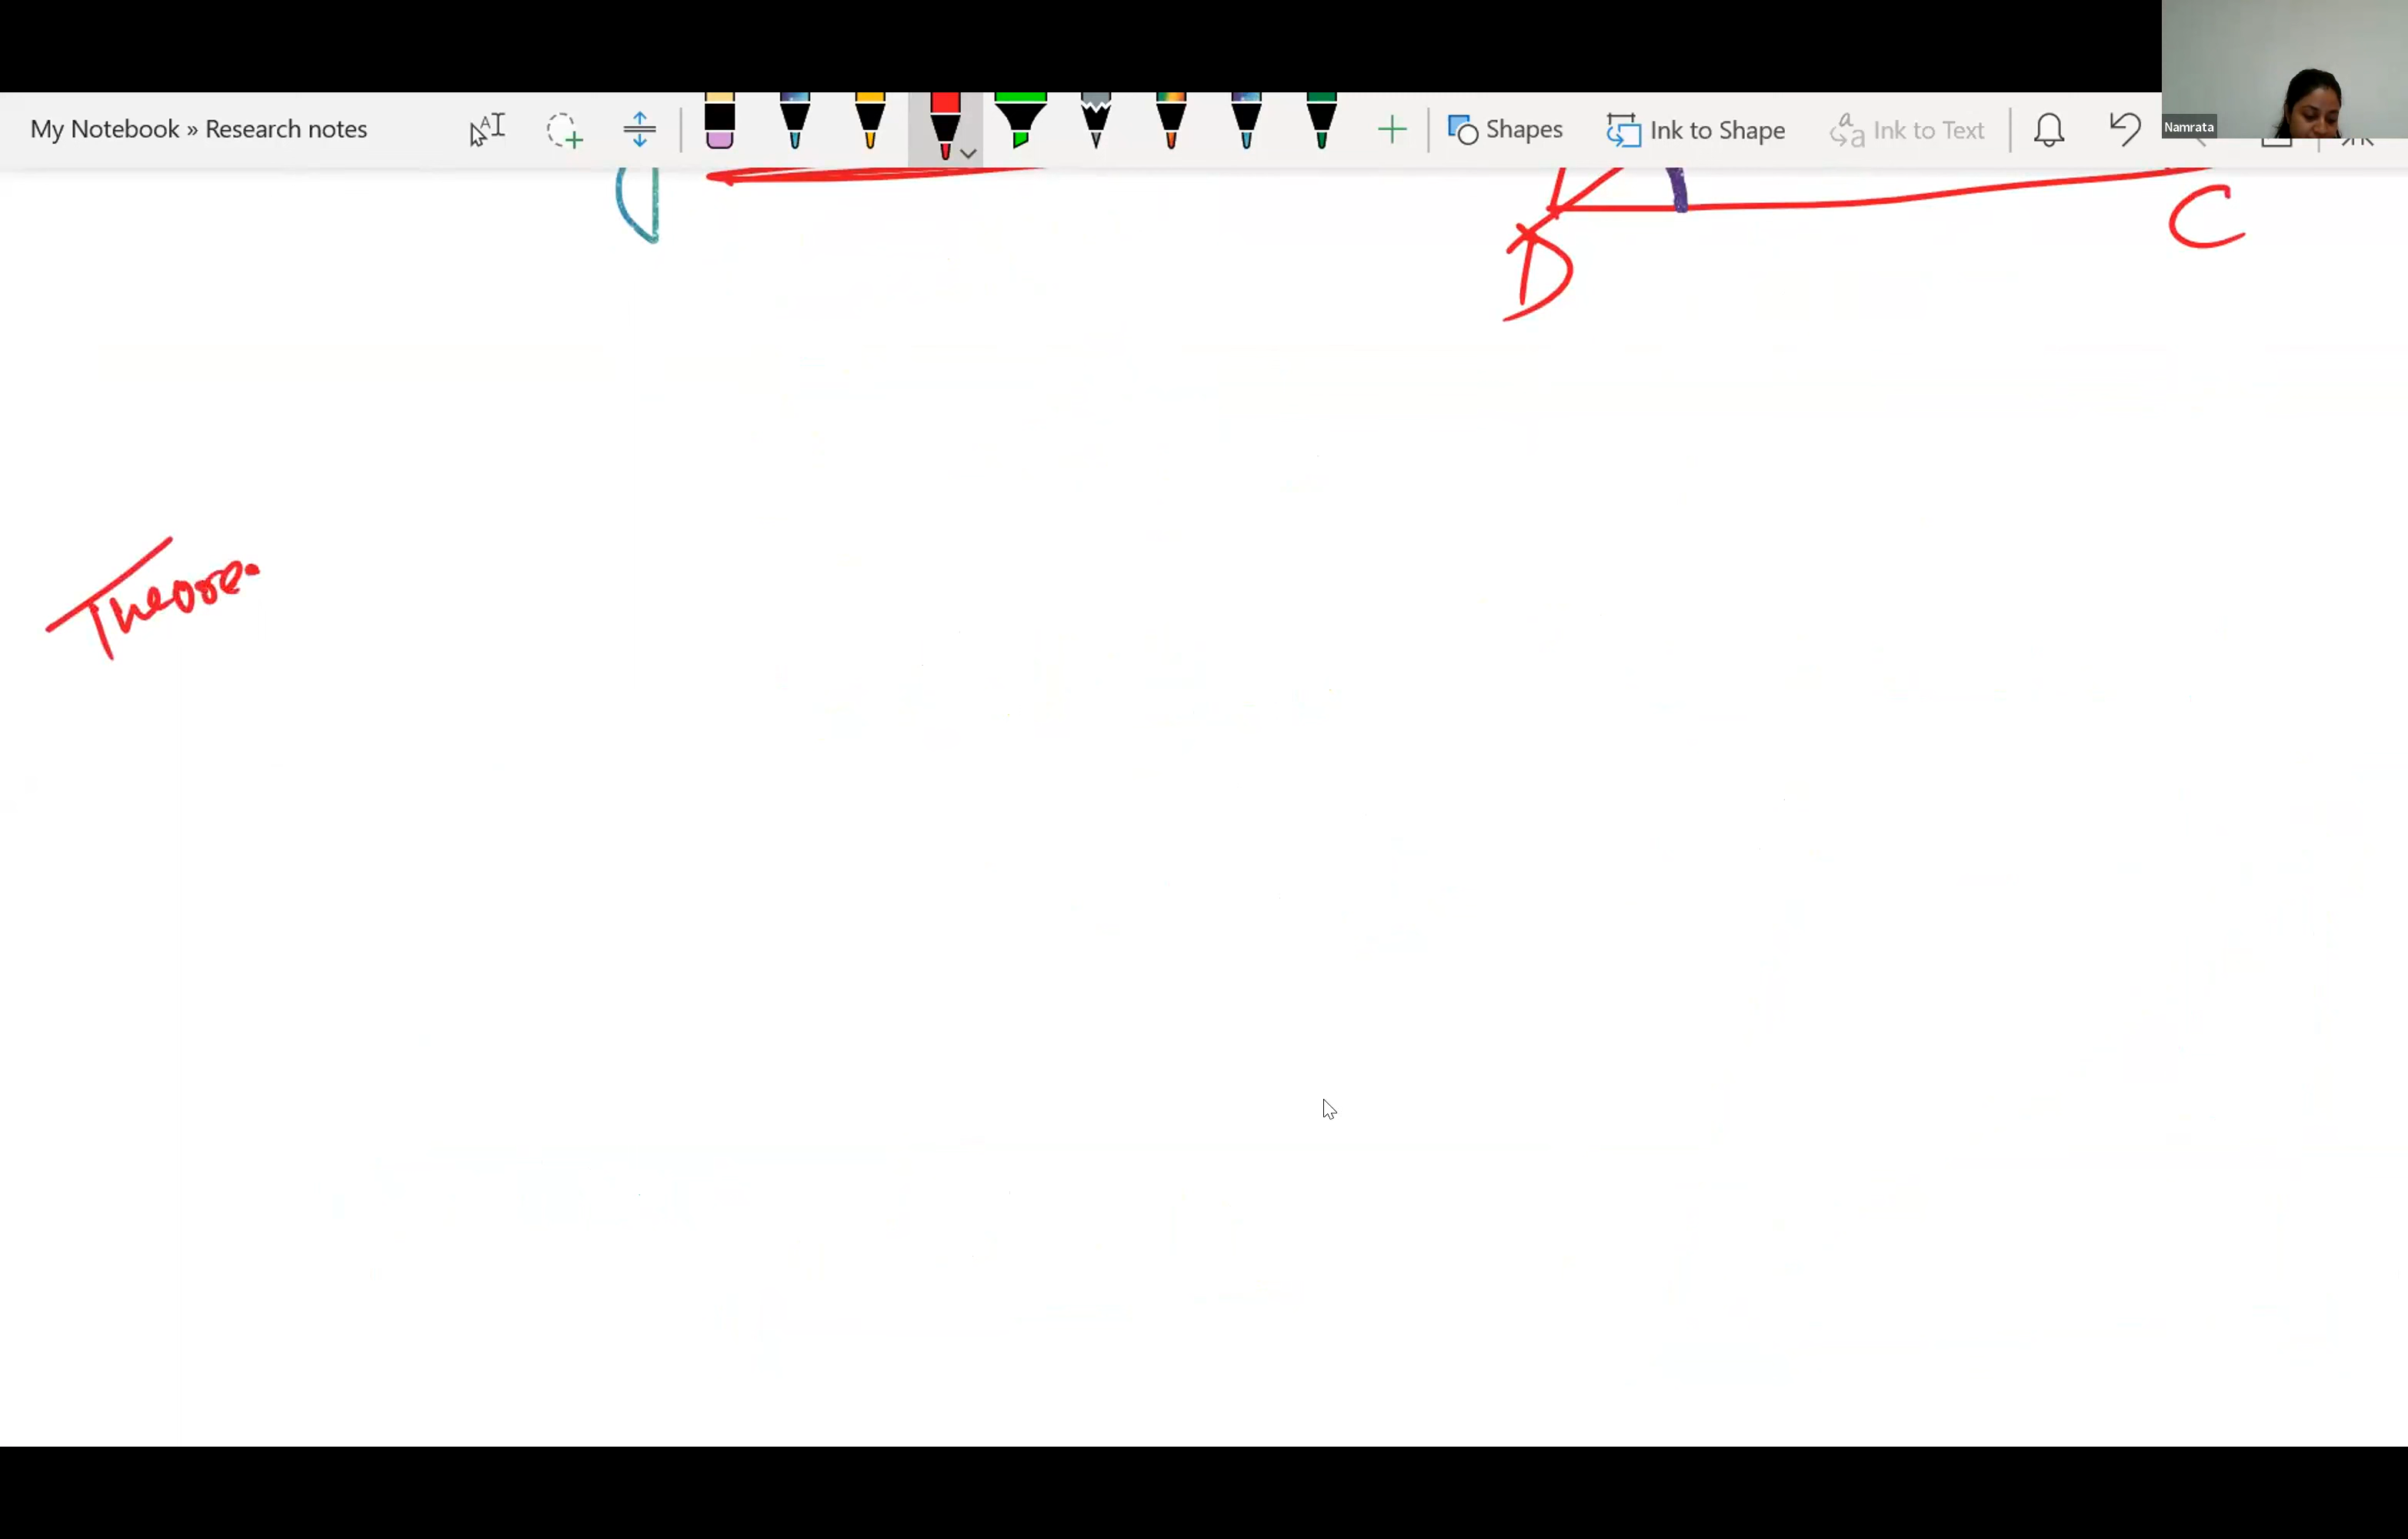 Namrata
My Notebook » Research notes
Shapes
Ink to Shape
Ink to Text
C
D
Theore